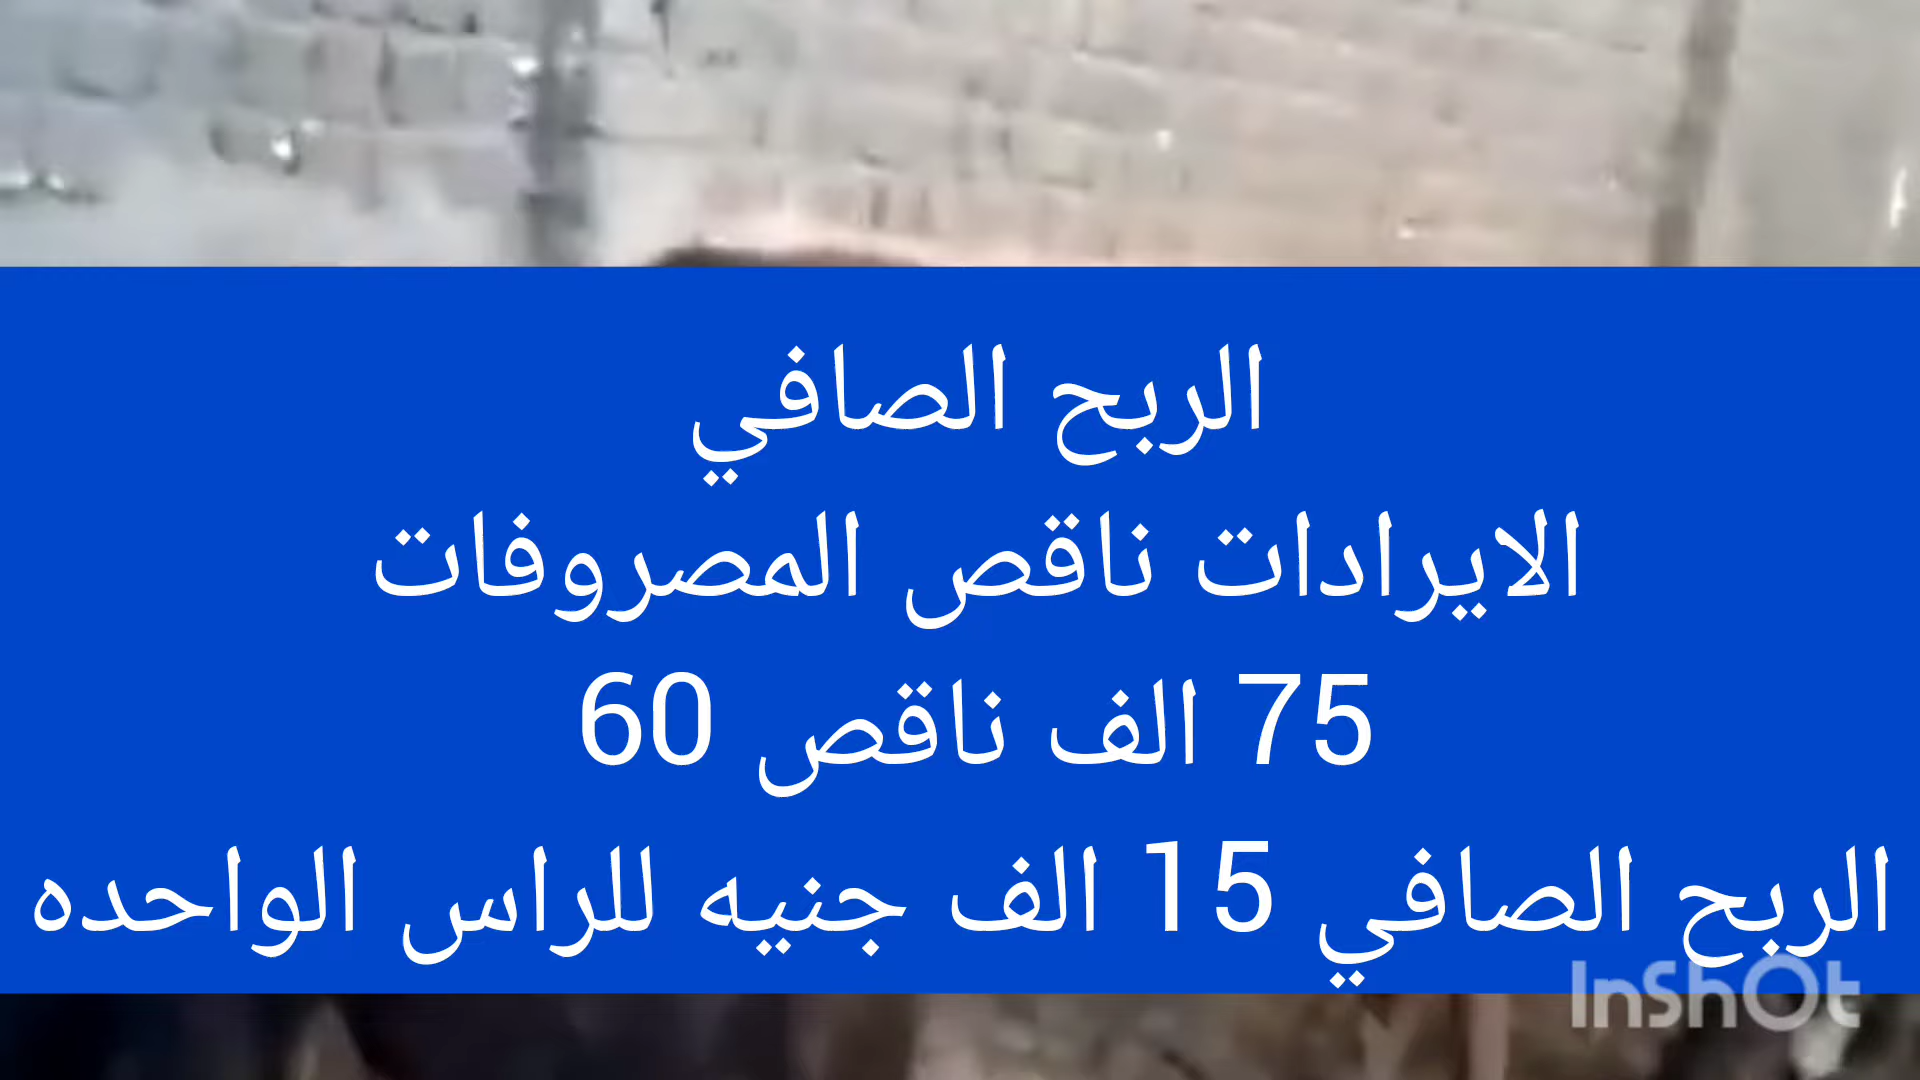 الربح الصافي
الايرادات ناقص المصروفات
75 الف ناقص 60
الربح الصافي 15 الف جنيه للراس الواحده
InShOt